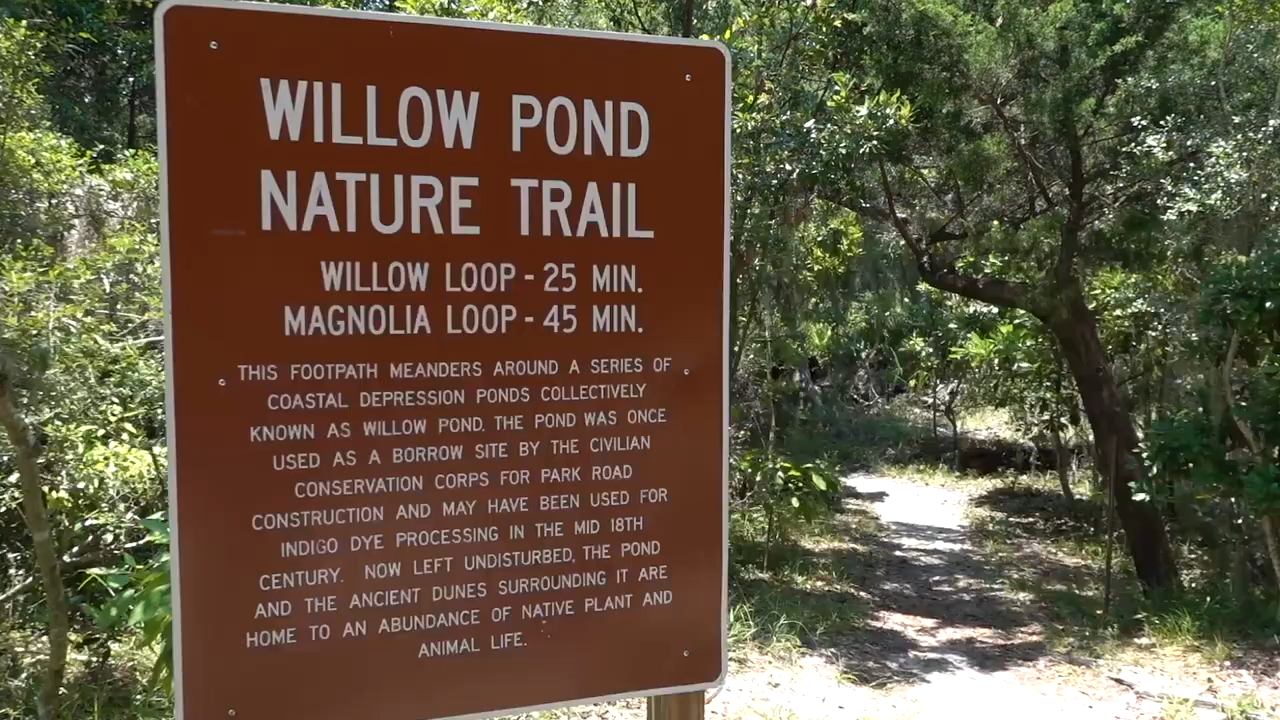 WILLOW POND
NATURE TRAIL
WILLOW LOOP - 25 MIN.
MAGNOLIA LOOP - 45 MIN.
THIS FOOTPATH MEANDERS AROUND A SERIES OF
COASTAL DEPRESSION PONDS COLLECTIVELY
KNOWN AS WILLOW POND. THE POND WAS ONCE
USED AS A BORROW SITE BY THE CIVILIAN
CONSERVATION CORPS FOR PARK ROAD
CONSTRUCTION AND MAY HAVE BEEN USED FOR
INDIGO DYE PROCESSING IN THE MID 18TH
CENTURY. NOW LEFT UNDISTURBED, THE POND
AND THE ANCIENT DUNES SURROUNDING IT ARE
HOME TO AN ABUNDANCE OF NATIVE PLANT AND
ANIMAL LIFE.